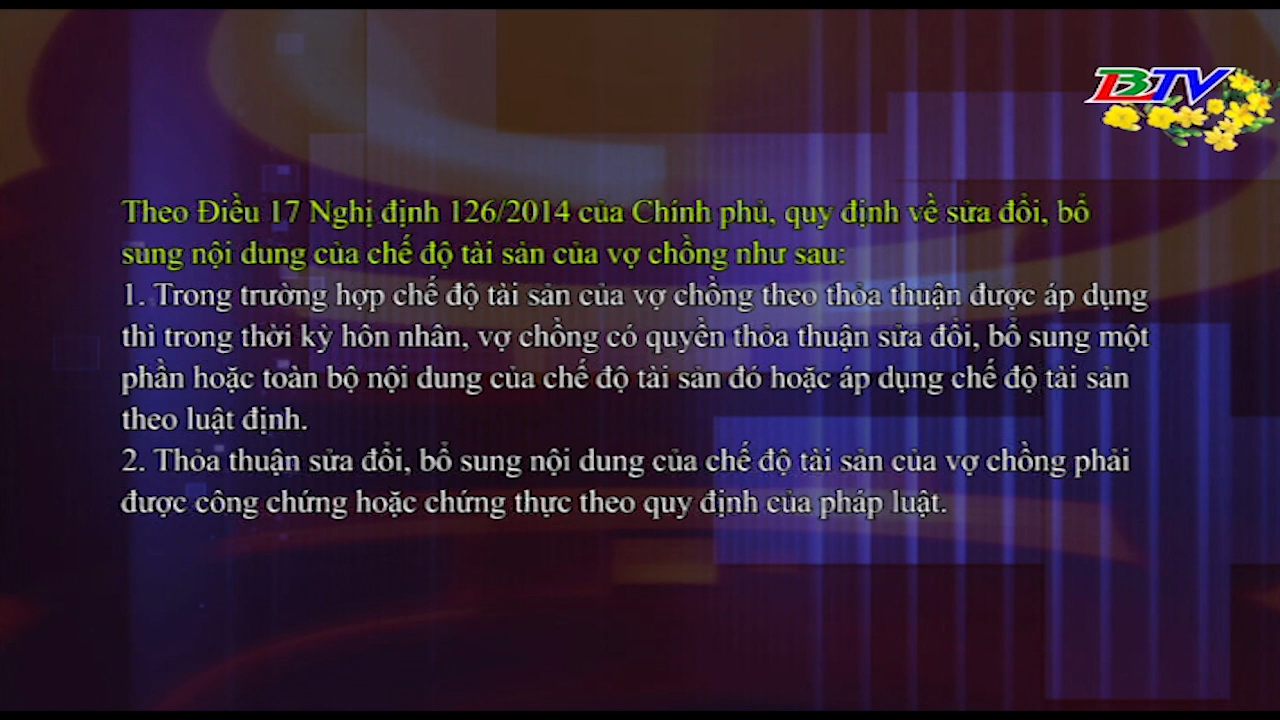 BTV
Theo Điều 17 Nghị định 126/2014 của Chính phủ, quy định về sửa đổi, bổ
sung nội dung của chế độ tài sản của vợ chồng như sau:
1. Trong trường hợp chế độ tài sản của vợ chồng theo thỏa thuận được áp dụng
thì trong thời kỳ hôn nhân, vợ chồng có quyền thỏa thuận sửa đổi, bổ sung một
phần hoặc toàn bộ nội dung của chế độ tài sản đó hoặc áp dụng chế độ tài sản
theo luật định.
2. Thỏa thuận sửa đổi, bổ sung nội dung của chế độ tài sản của vợ chồng phải
được công chứng hoặc chứng thực theo quy định của pháp luật.